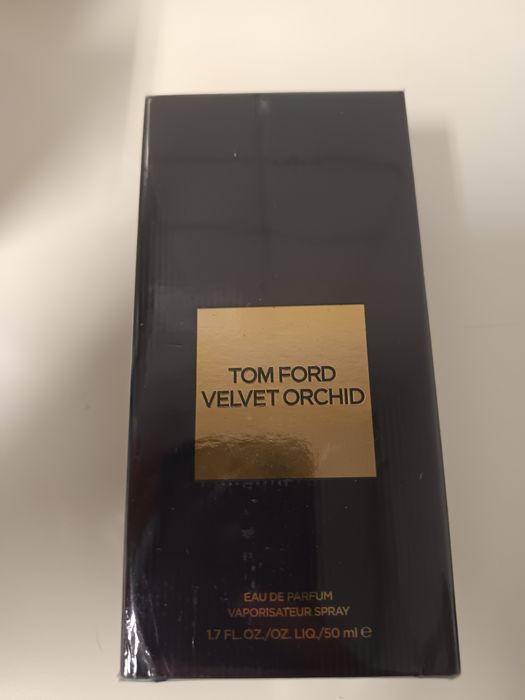 TOM FORD
VELVET ORCHID
EAU DE PARFUM
VAPORISATEUR SPRAY
1.7 FL. OZ./OZ. LIQ./50 ml ℮